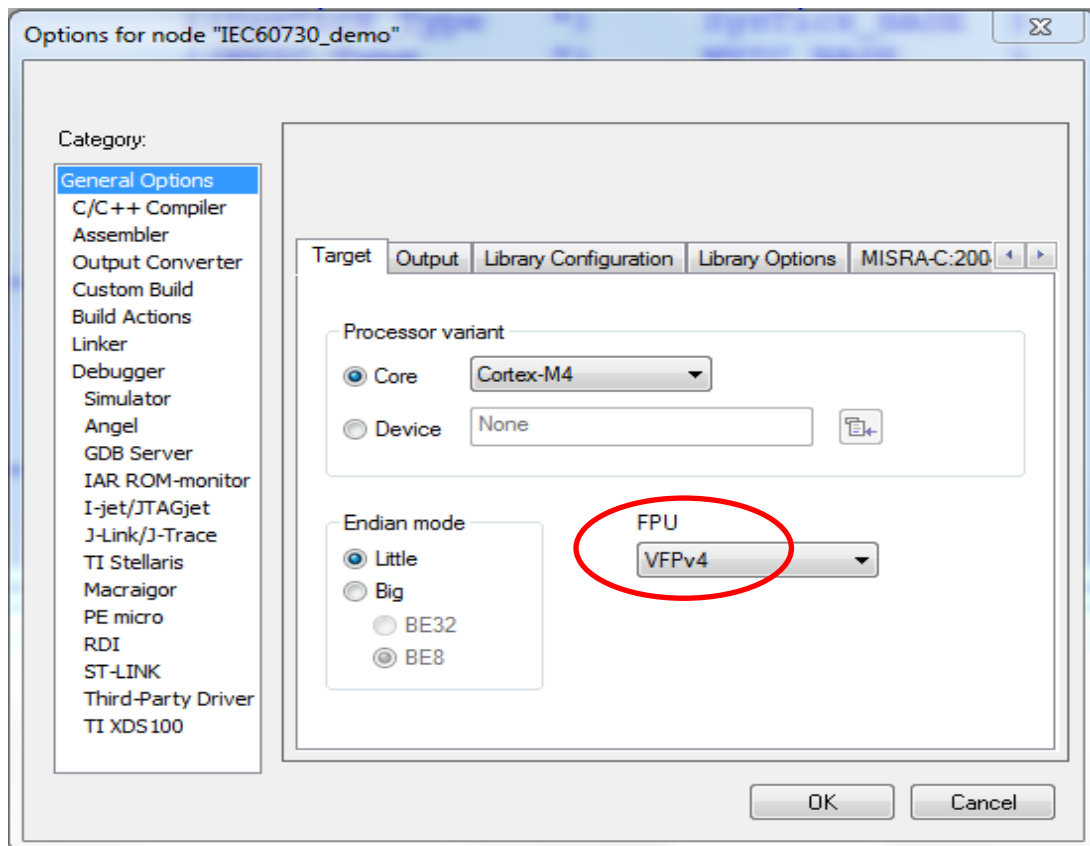 Options for node "IEC60730_demo"
Category:
General Options
C/C++ Compiler
Assembler
Output Converter
Custom Build
Build Actions
Linker
Debugger
Simulator
Angel
GDB Server
IAR ROM-monitor
I-jet/JTAGjet
J-Link/J-Trace
TI Stellaris
Macraigor
PE micro
RDI
ST-LINK
Third-Party Driver
TI XDS100
Target Output Library Configuration Library Options MISRA-C:200
Processor variant
Core Cortex-M4
Device None
Endian mode
Little
Big
BE32
BE8
FPU
VFPv4
OK Cancel